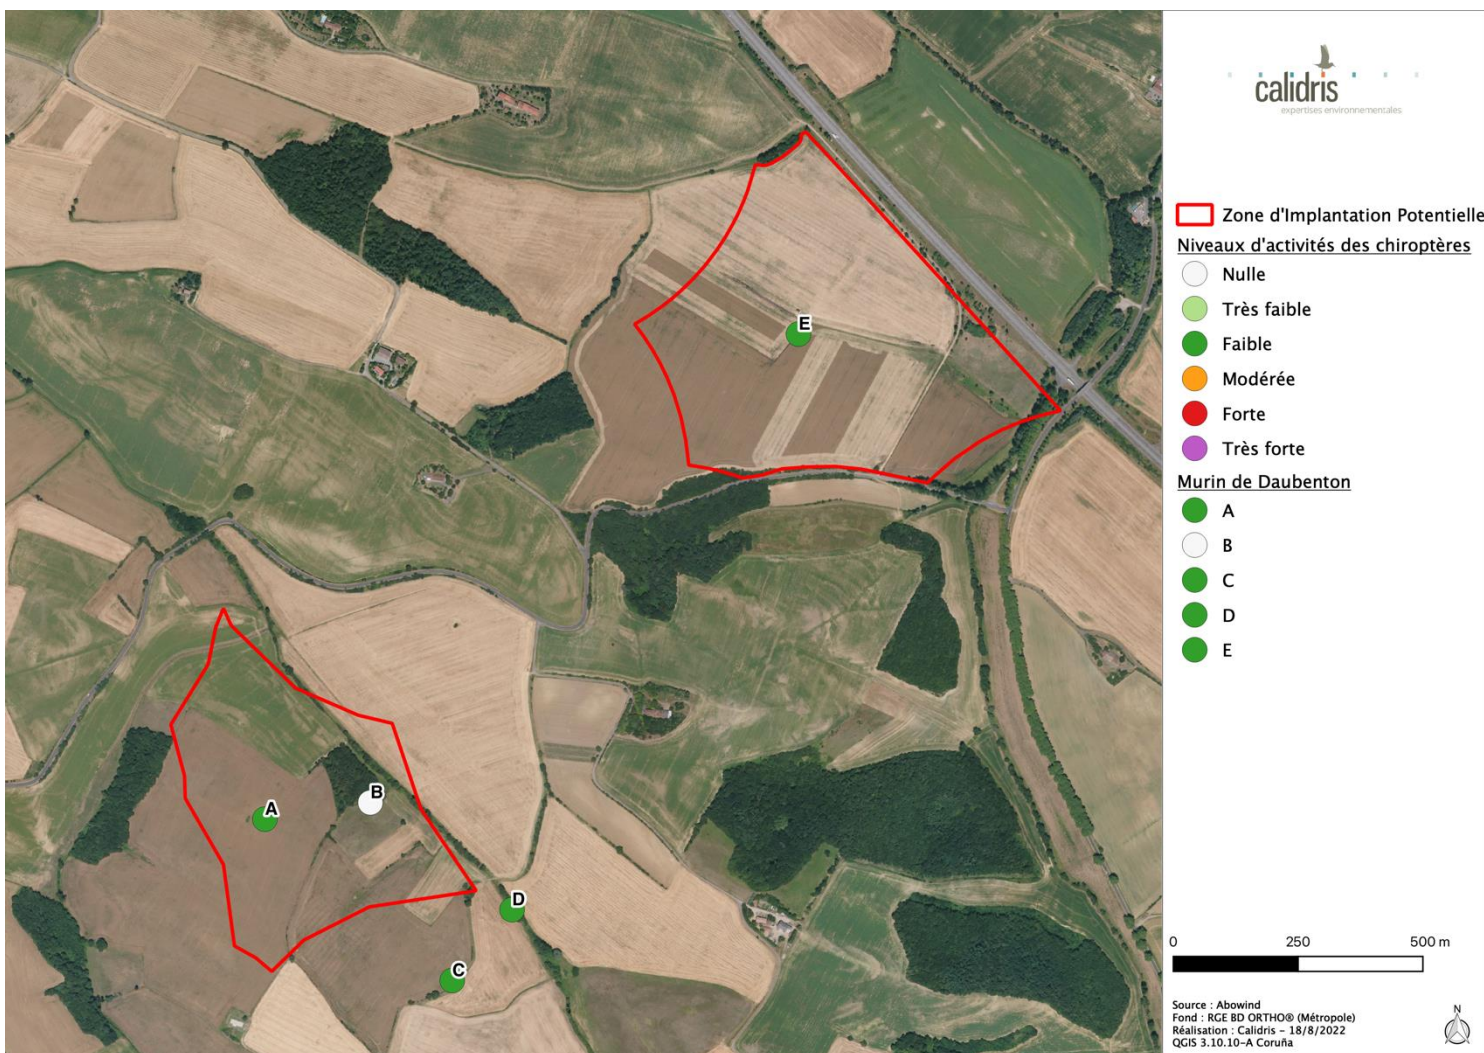 calidris
expertises environnementales
Zone d'Implantation Potentielle
Niveaux d'activités des chiroptères
Nulle
Très faible
Faible
Modérée
Forte
Très forte
Murin de Daubenton
A
B
C
D
E
E
B
A
D
C
0 250 500 m
Source : Abowind
Fond : RGE BD ORTHO® (Métropole)
Réalisation : Calidris - 18/8/2022
QGIS 3.10.10-A Coruña
N